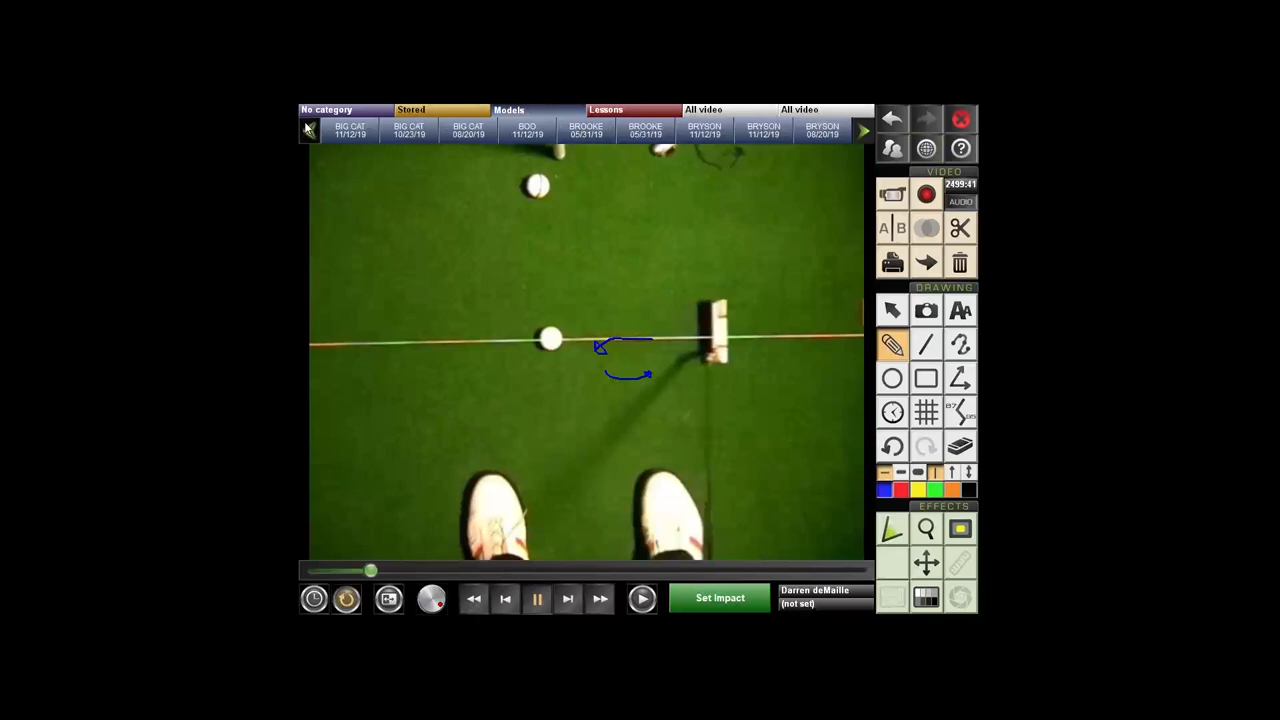 No category Stored Models Lessons All video All video
BIG CAT BIG CAT BIG CAT BOO BROOKE BROOKE BRYSON BRYSON BRYSON
11/12/19 10/23/19 08/20/19 11/12/19 05/31/19 05/31/19 11/12/19 11/12/19 08/20/19
VIDEO
2499:41
AUDIO
A|B
DRAWING
AA
87
EFFECTS
Set Impact
Darren deMaille
(not set)